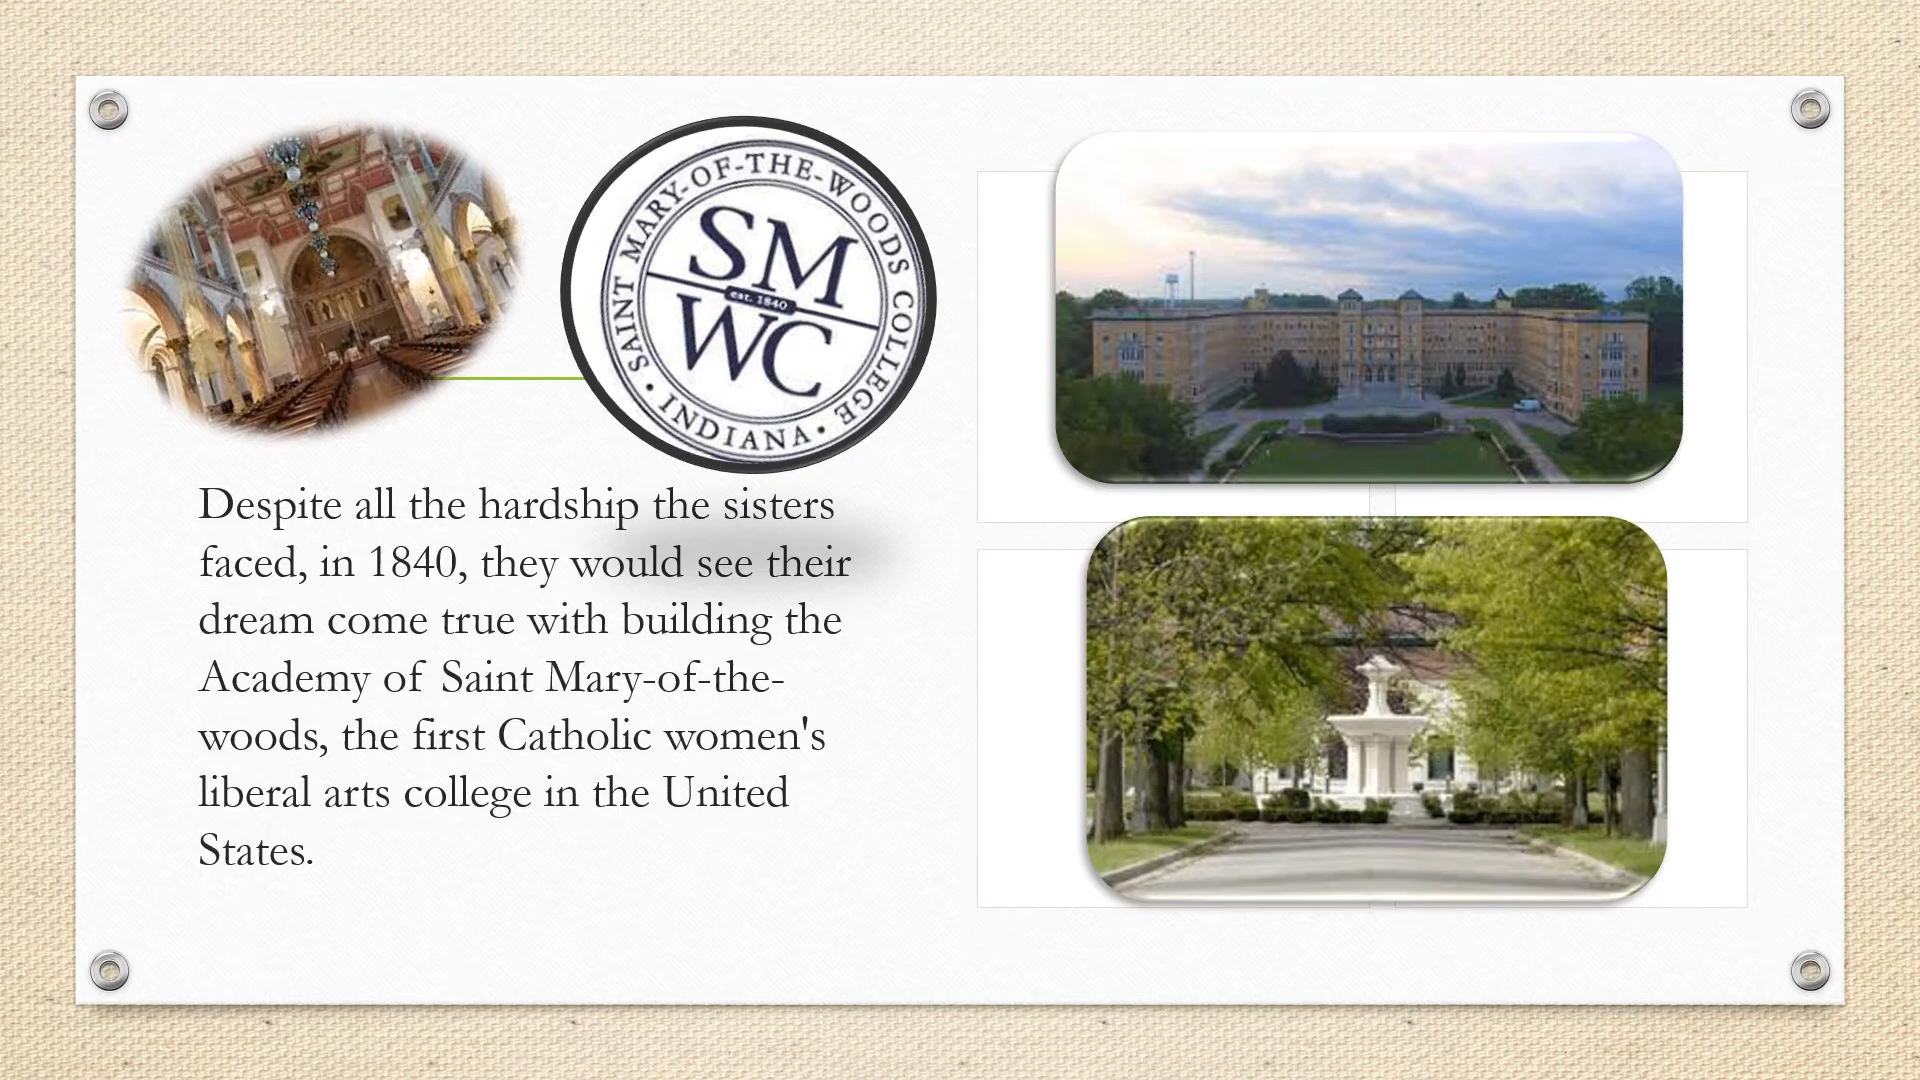 SAINT MARY-OF-THE-WOODS COLLEGE
SM
est. 1840
WC
• INDIANA •
Despite all the hardship the sisters
faced, in 1840, they would see their
dream come true with building the
Academy of Saint Mary-of-the-
woods, the first Catholic women's
liberal arts college in the United
States.